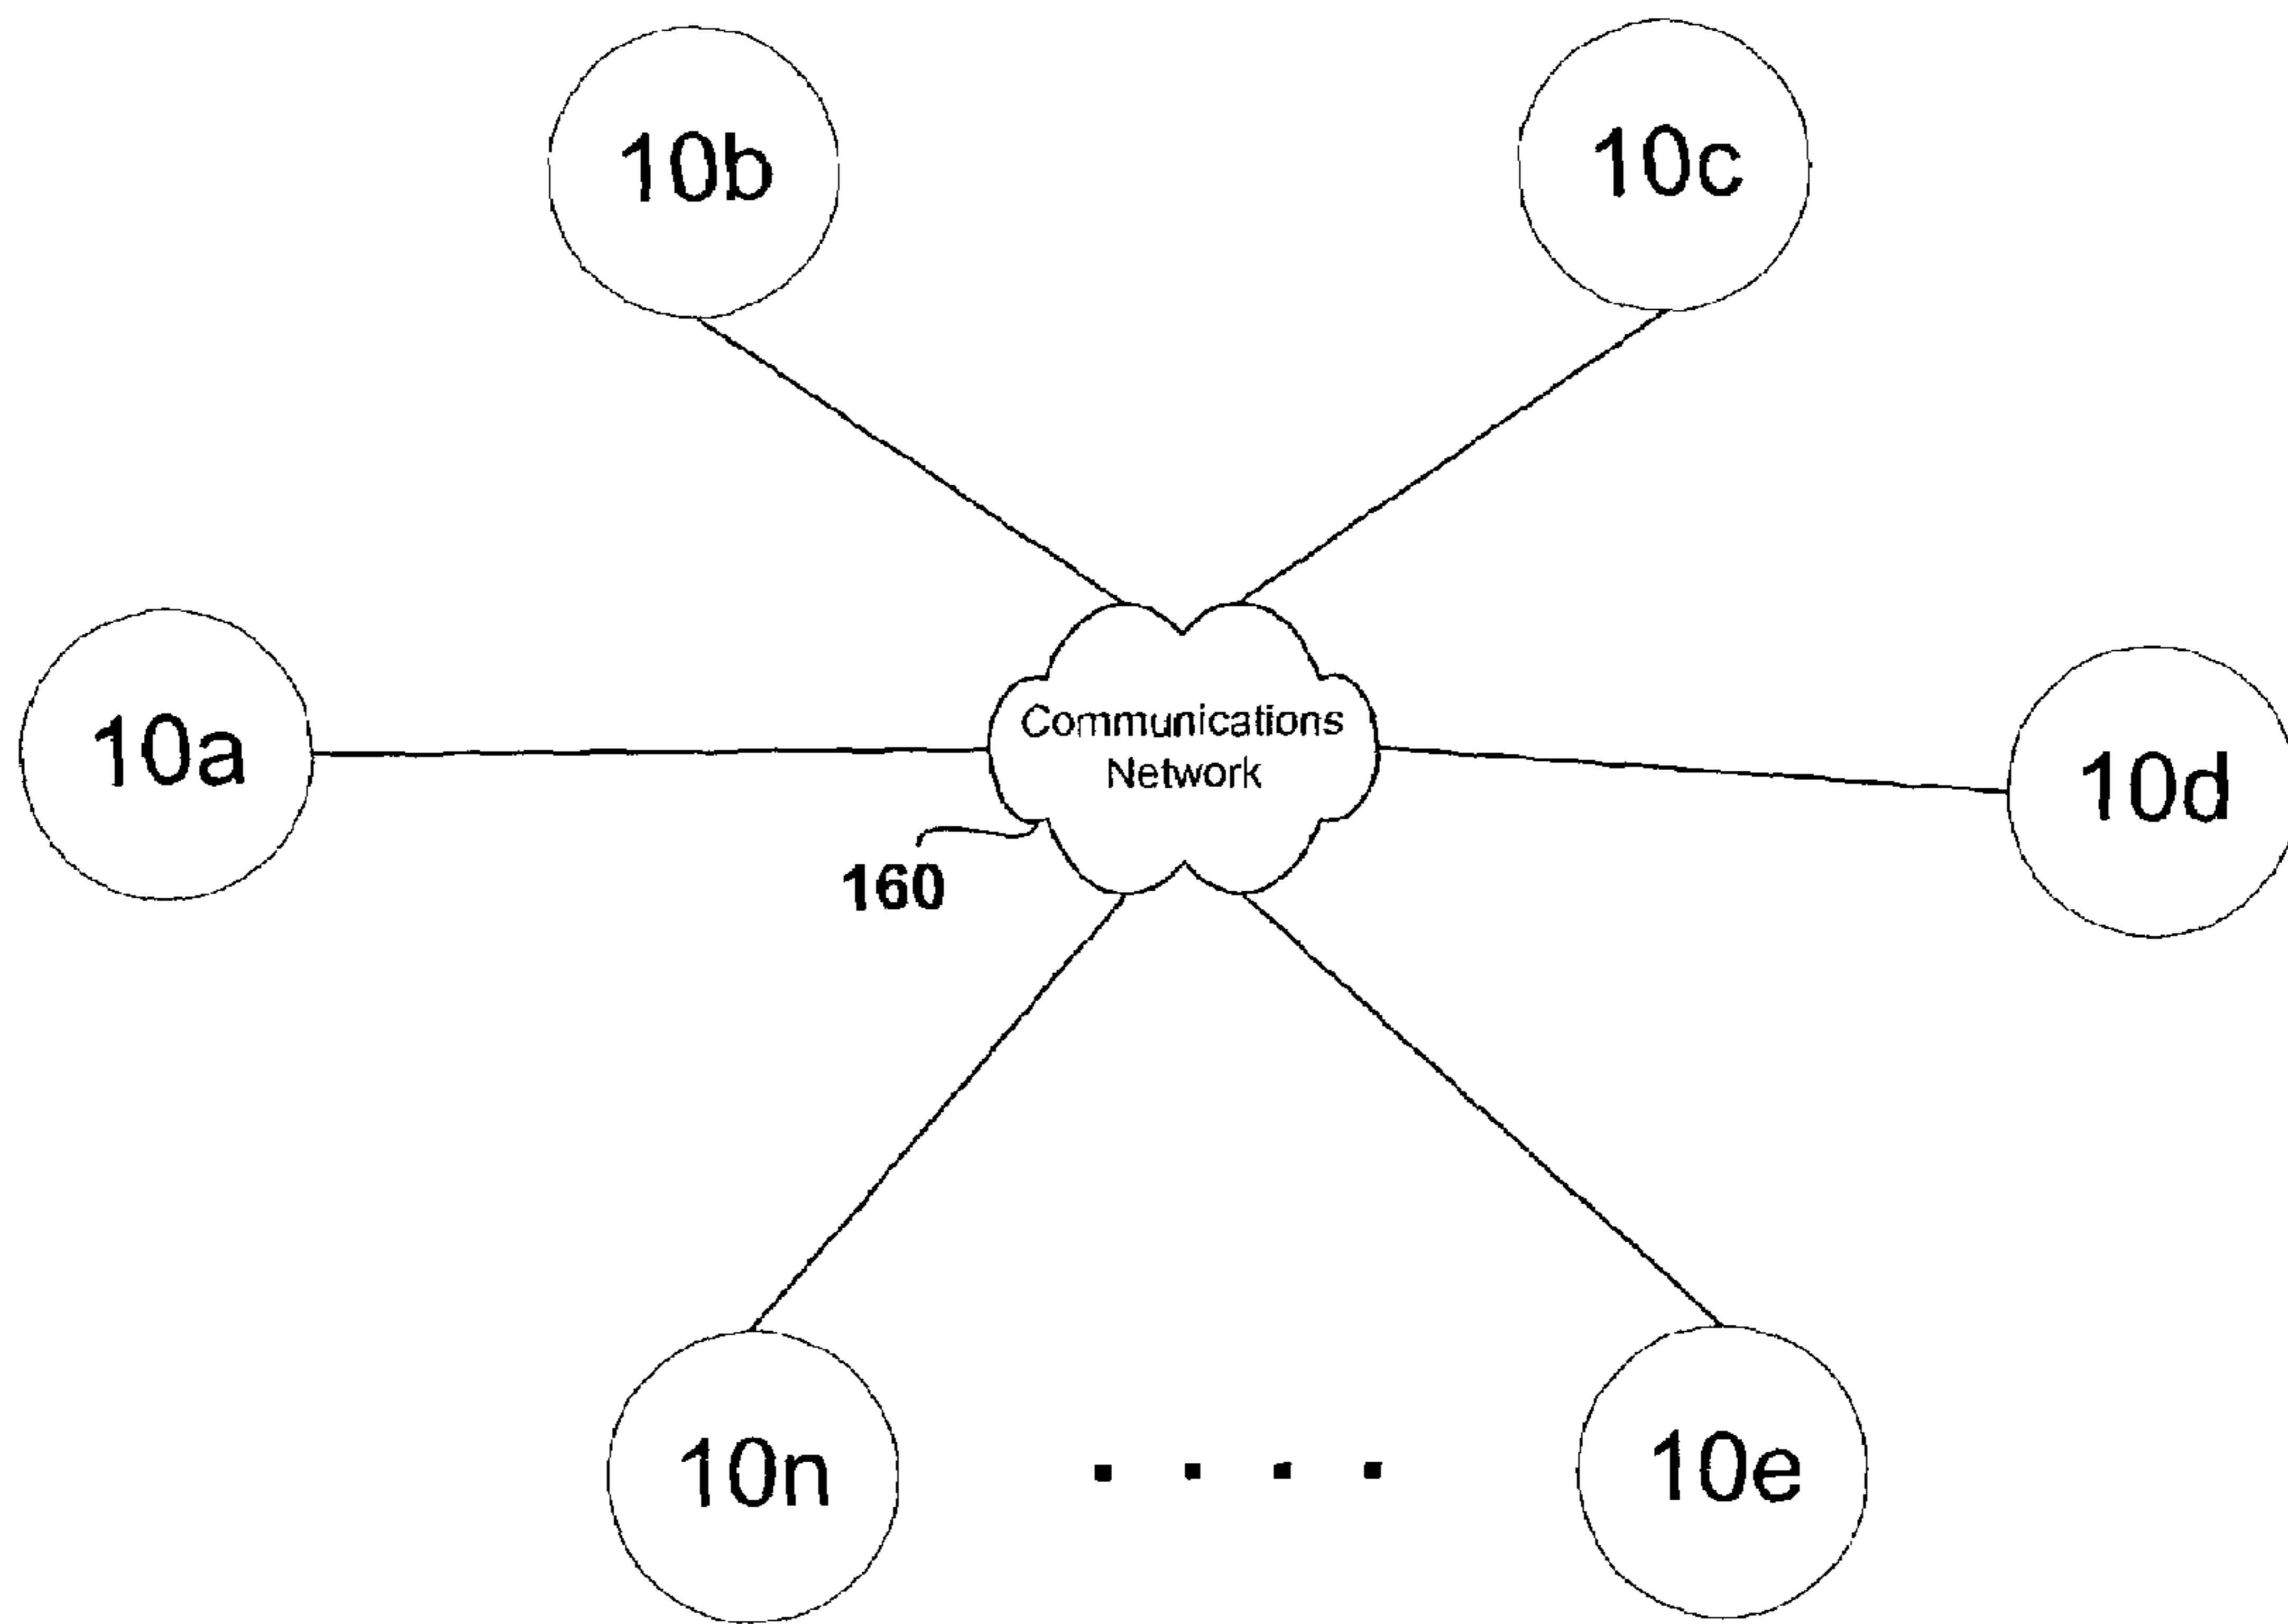 10b
10c
Communications
Network
10a
10d
160
10n
. . . .
10e